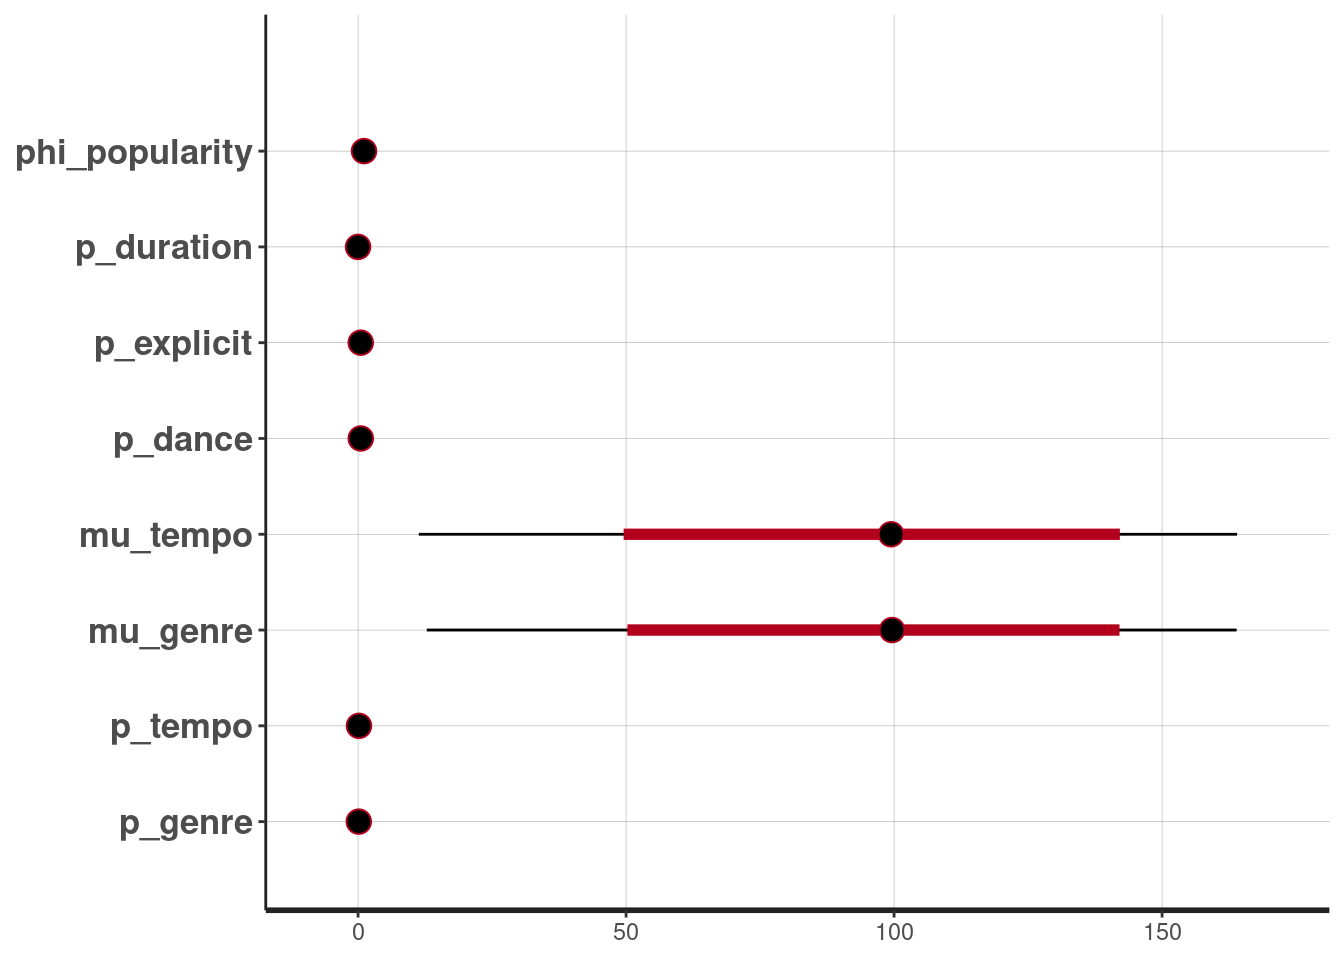 phi_popularity
p_duration
p_explicit
p_dance
mu_tempo
mu_genre
p_tempo
p_genre
0 50 100 150